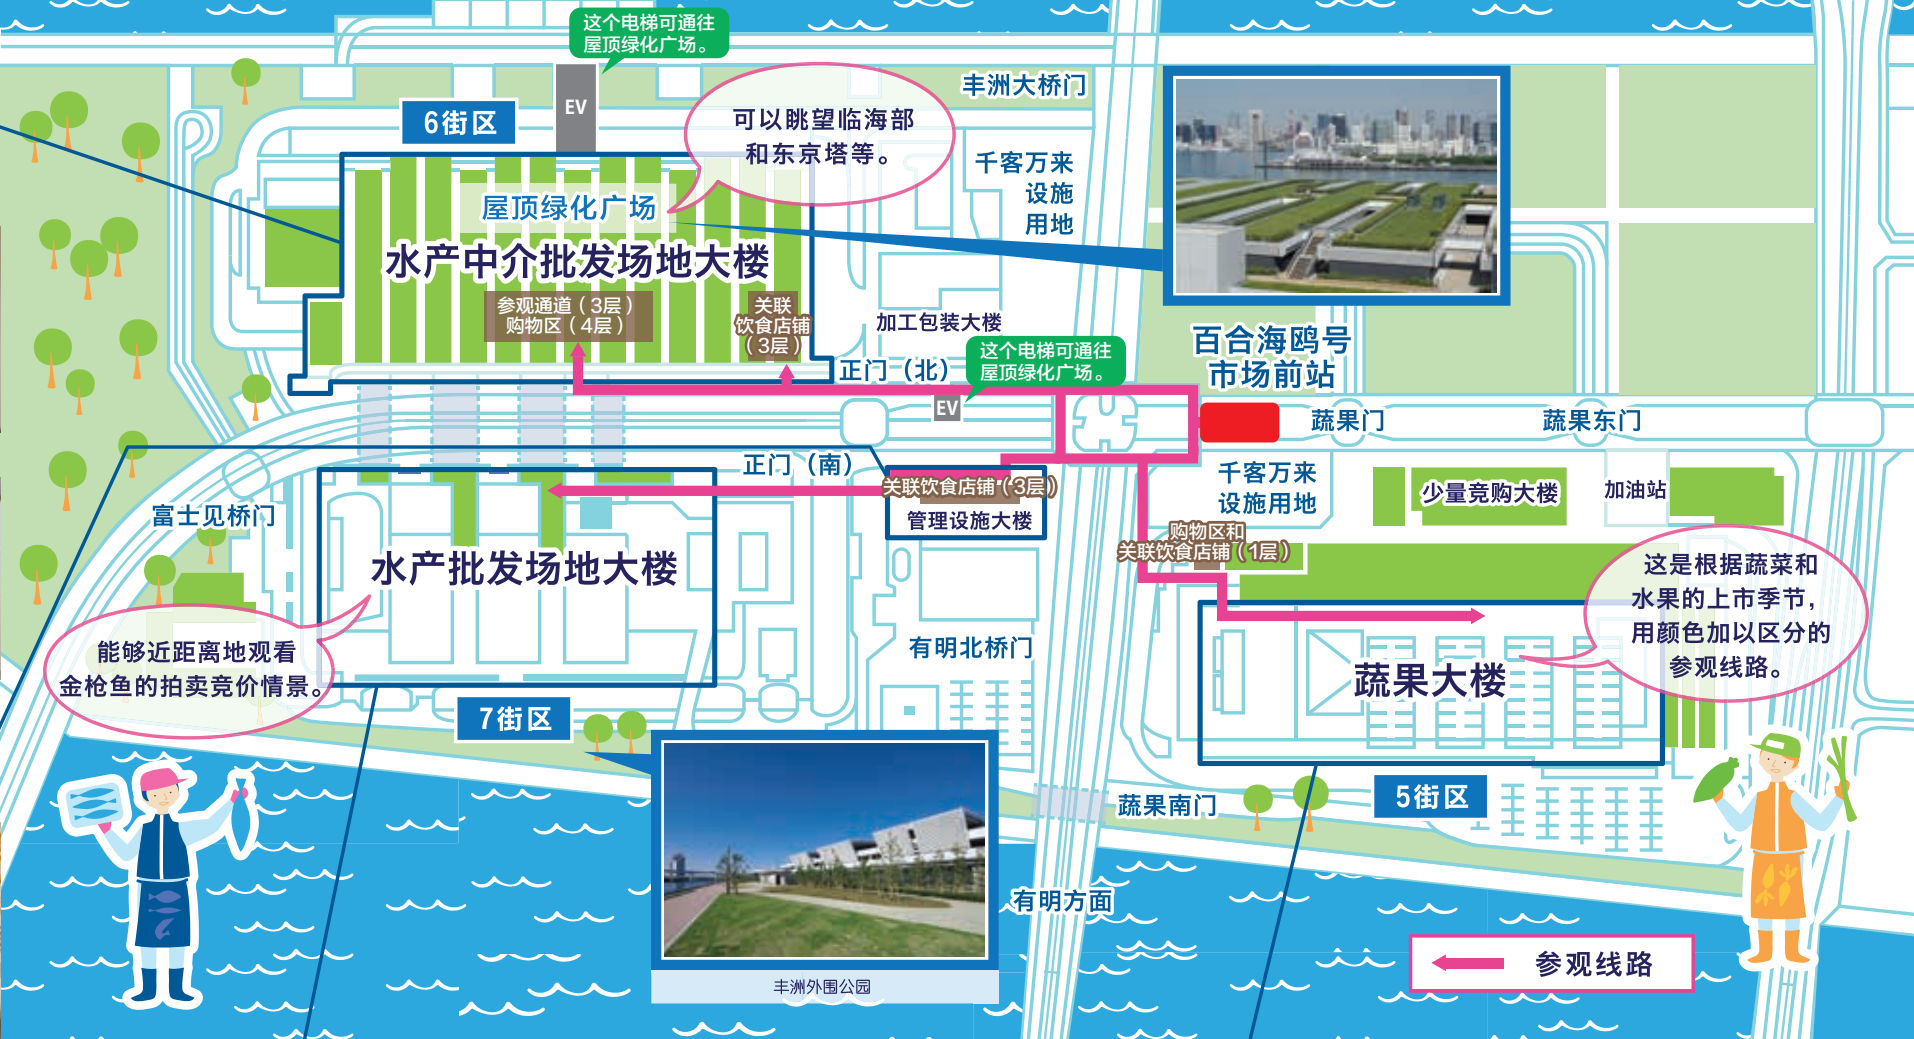 这个电梯可通往
屋顶绿化广场。
EV
6街区
可以眺望临海部
和东京塔等。
丰洲大桥门
千客万来
设施
用地
屋顶绿化广场
水产中介批发场地大楼
参观通道（3层）
购物区（4层）
关联
饮食店铺
（3层）
加工包装大楼
这个电梯可通往
屋顶绿化广场。
百合海鸥号
市场前站
正门（北）
EV
蔬果门
蔬果东门
正门（南）
关联饮食店铺（3层）
管理设施大楼
千客万来
设施用地
少量竞购大楼
加油站
富士见桥门
水产批发场地大楼
购物区和
关联饮食店铺（1层）
这是根据蔬菜和
水果的上市季节，
用颜色加以区分的
参观线路。
能够近距离地观看
金枪鱼的拍卖竞价情景。
有明北桥门
蔬果大楼
7街区
5街区
蔬果南门
有明方面
丰洲外围公园
参观线路